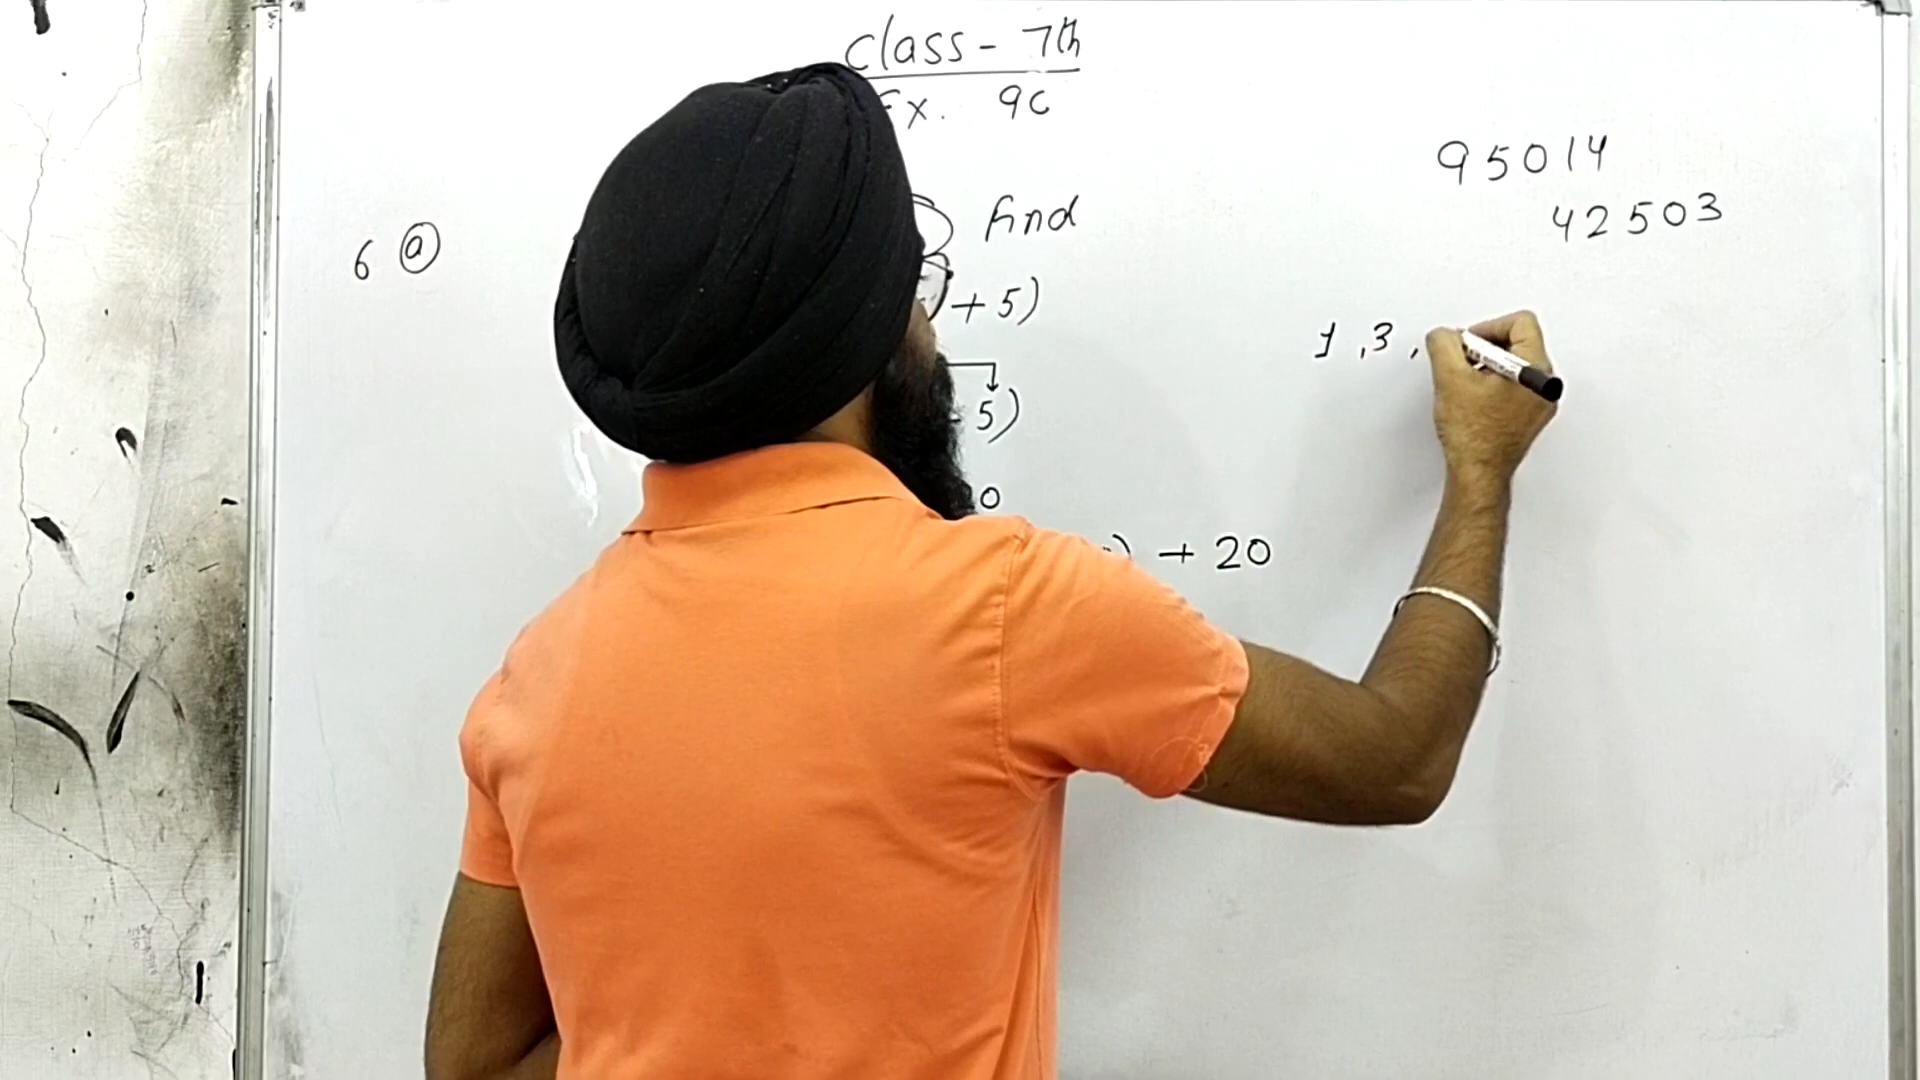 Class - 7th
Ex. 9C
95014
42503
6 (a) find
+ 5)
1, 3,
5)
0
) + 20